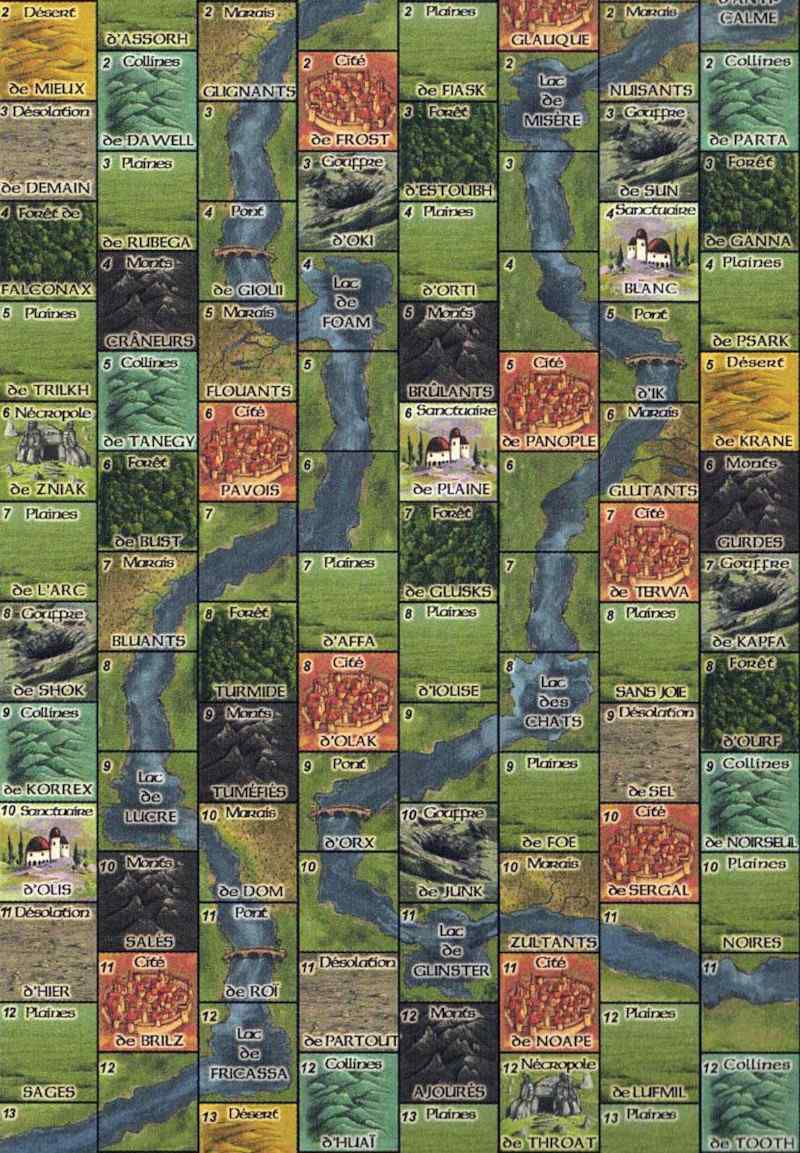 2 Désert
de MIEUX
3 Désolation
de DEMAIN
4 Forêt de
FALCONAX
5 Plaines
de TRILKH
6 Nécropole
de ZNIAK
7 Plaines
de L'ARC
8 Gouffre
de SHOK
9 Collines
de KORREX
10 Sanctuaire
d'OLIS
11 Désolation
d'HIER
12 Plaines
SAGES
13
d'ASSORH
2 Collines
de DAWELL
3 Plaines
de RUBEGA
4 Monts
CRÂNEURS
5 Collines
de TANEGY
6 Forêt
de BUST
7 Marais
BLUANTS
8
9
Lac
de
LUCRE
10 Monts
SALÉS
11 Cité
de BRILZ
12
2 Marais
GLIGNANTS
3
4 Pont
de GIOLII
5 Marais
FLOUANTS
6 Cité
PAVOIS
7
8 Forêt
TURMIDE
9 Monts
TUMÉFIÉS
10 Marais
de DOM
11 Pont
de ROÏ
12
Lac
de
FRICASSA
13 Désert
2 Cité
de FROST
3 Gouffre
d'OKI
4
Lac
de
FOAM
5
6
7 Plaines
d'AFFA
8 Cité
d'OLAK
9 Pont
d'ORX
10
11 Désolation
de PARTOUT
12 Collines
d'HUAÏ
2 Plaines
de FIASK
3 Forêt
d'ESTOUBH
4 Plaines
d'ORTI
5 Monts
BRÛLANTS
6 Sanctuaire
de PLAINE
7 Forêt
de GLUSKS
8 Plaines
d'IOLISE
9
10 Gouffre
de JUNK
11
Lac
de
GLINSTER
12 Monts
AJOURÉS
13 Plaines
GLAUQUE
2
Lac
de
MISÈRE
3
4
5 Cité
de PANOPLE
6
7
8
Lac
des
CHATS
9 Plaines
de FOE
10 Marais
ZULTANTS
11 Cité
de NOAPE
12 Nécropole
de THROAT
2 Marais
NUISANTS
3 Gouffre
de SUN
4 Sanctuaire
BLANC
5 Pont
d'IK
6 Marais
GLUTANTS
7 Cité
de TERWA
8 Plaines
SANS JOIE
9 Désolation
de SEL
10 Cité
de SERGAL
11
12 Plaines
de LUFMIL
13 Plaines
CALME
2 Collines
de PARTA
3 Forêt
de GANNA
4 Plaines
de PSARK
5 Désert
de KRANE
6 Monts
GURDES
7 Gouffre
de KAPFA
8 Forêt
d'OURF
9 Collines
de NOIRSEUIL
10 Plaines
NOIRES
11
12 Collines
de TOOTH